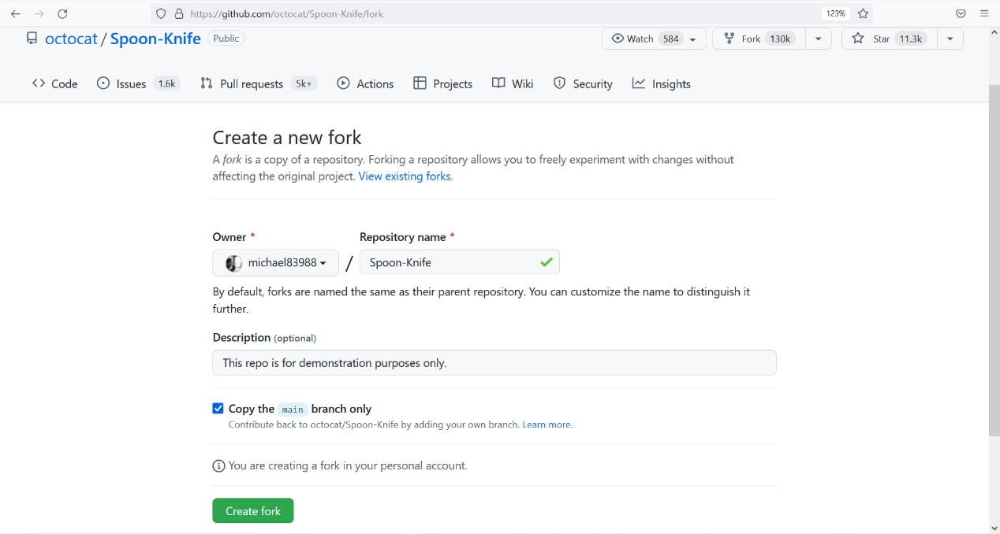 https://github.com/octocat/Spoon-Knife/fork 123%
octocat / Spoon-Knife Public Watch 584 Fork 130k Star 11.3k
Code Issues 1.6k Pull requests 5k+ Actions Projects Wiki Security Insights
Create a new fork
A fork is a copy of a repository. Forking a repository allows you to freely experiment with changes without
affecting the original project. View existing forks.
Owner * Repository name *
michael83988 / Spoon-Knife
By default, forks are named the same as their parent repository. You can customize the name to distinguish it
further.
Description (optional)
This repo is for demonstration purposes only.
Copy the main branch only
Contribute back to octocat/Spoon-Knife by adding your own branch. Learn more.
You are creating a fork in your personal account.
Create fork